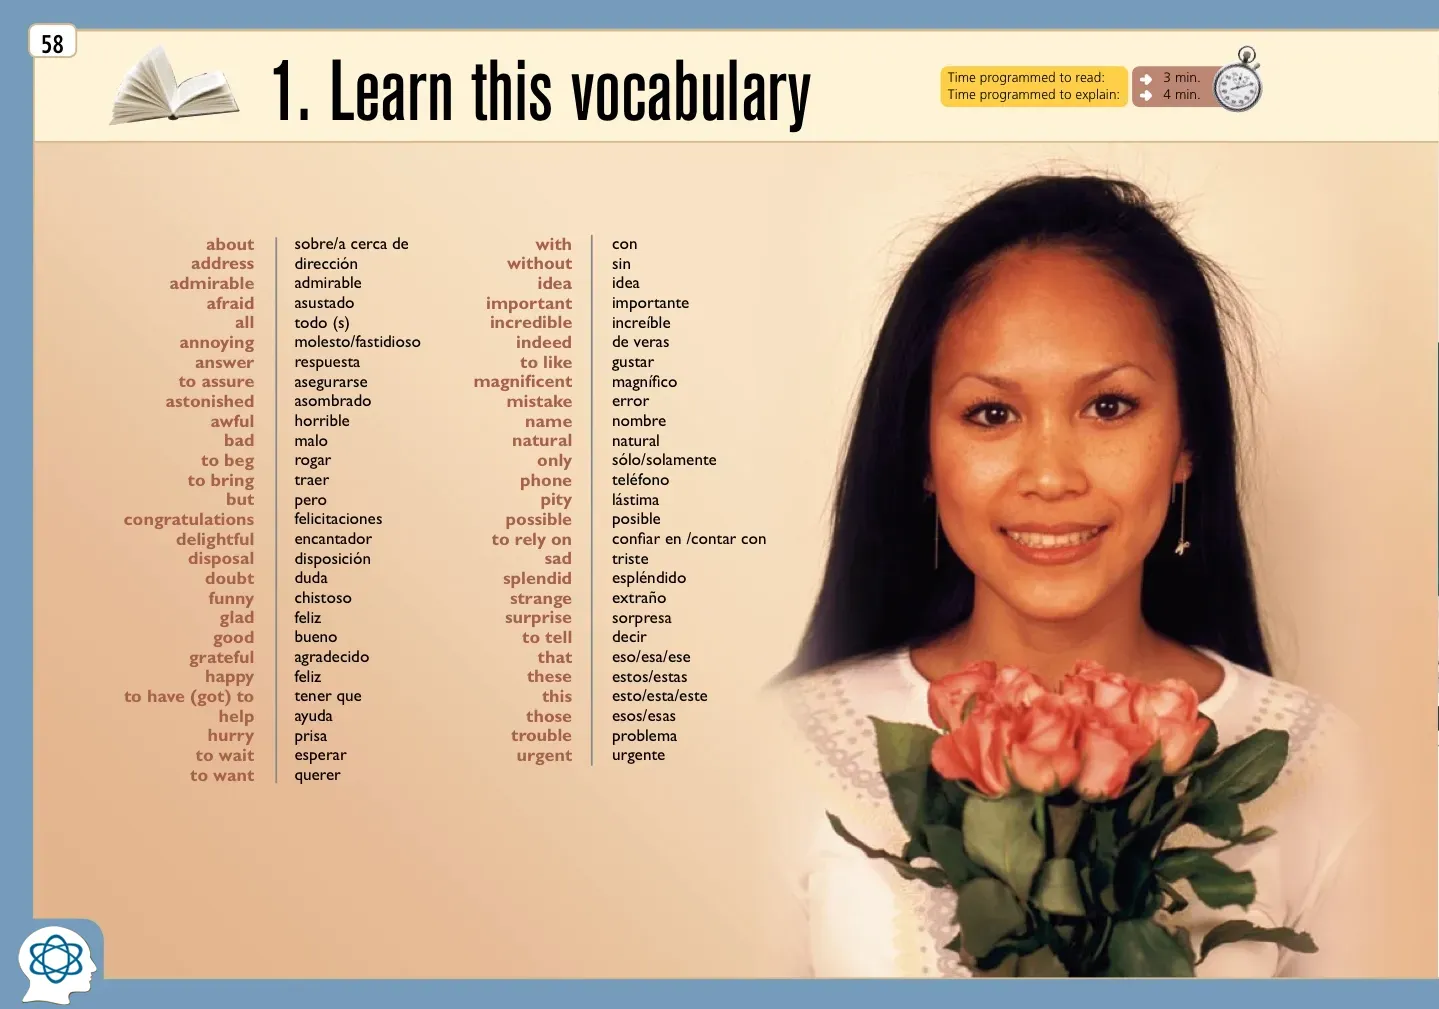 58
1. Learn this vocabulary
Time programmed to read: 3 min.
Time programmed to explain: 4 min.
about sobre/a cerca de
address dirección
admirable admirable
afraid asustado
all todo (s)
annoying molesto/fastidioso
answer respuesta
to assure asegurarse
astonished asombrado
awful horrible
bad malo
to beg rogar
to bring traer
but pero
congratulations felicitaciones
delightful encantador
disposal disposición
doubt duda
funny chistoso
glad feliz
good bueno
grateful agradecido
happy feliz
to have (got) to tener que
help ayuda
hurry prisa
to wait esperar
to want querer
with con
without sin
idea idea
important importante
incredible increíble
indeed de veras
to like gustar
magnificent magnífico
mistake error
name nombre
natural natural
only sólo/solamente
phone teléfono
pity lástima
possible posible
to rely on confiar en /contar con
sad triste
splendid espléndido
strange extraño
surprise sorpresa
to tell decir
that eso/esa/ese
these estos/estas
this esto/esta/este
those esos/esas
trouble problema
urgent urgente